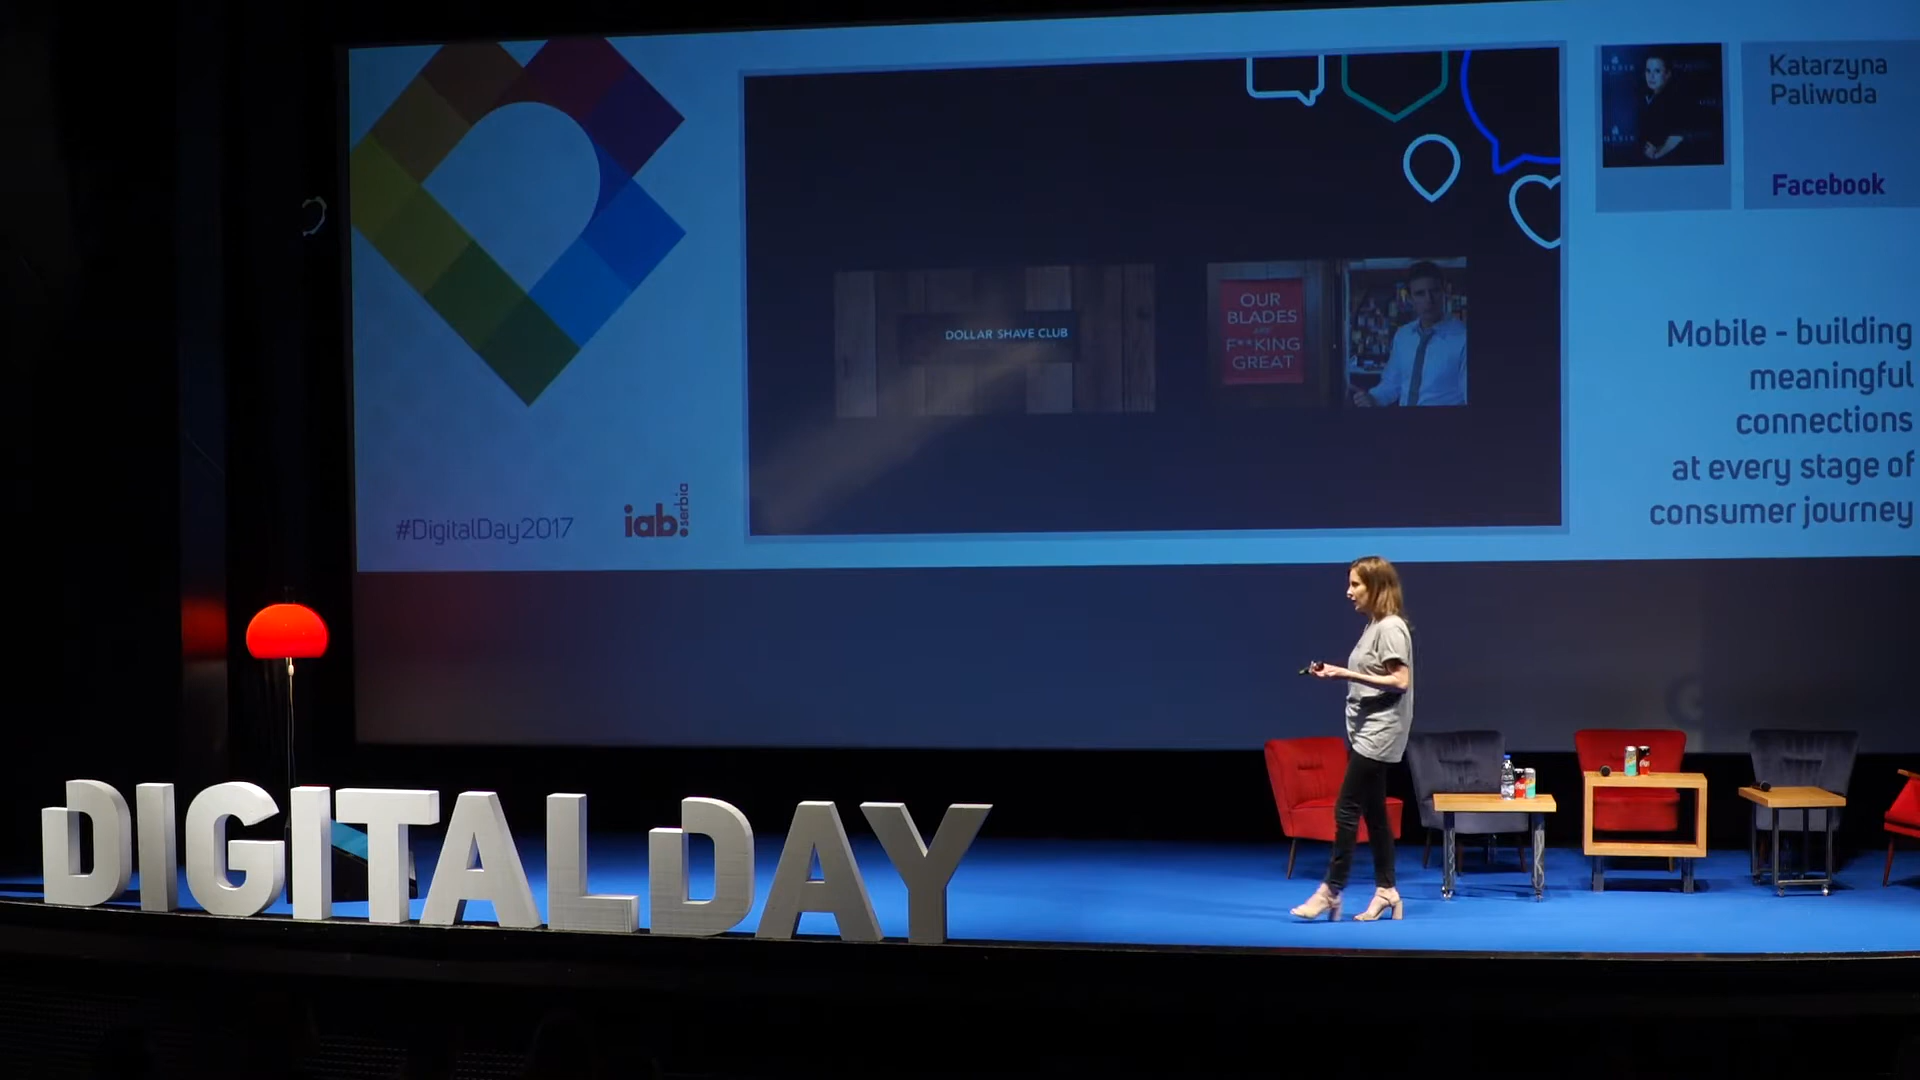 Katarzyna
Paliwoda
Facebook
DOLLAR SHAVE CLUB
OUR
BLADES
ARE
F**KING
GREAT
Mobile - building
meaningful
connections
at every stage of
consumer journey
#DigitalDay2017
iab.
serbia
DIGITALDAY